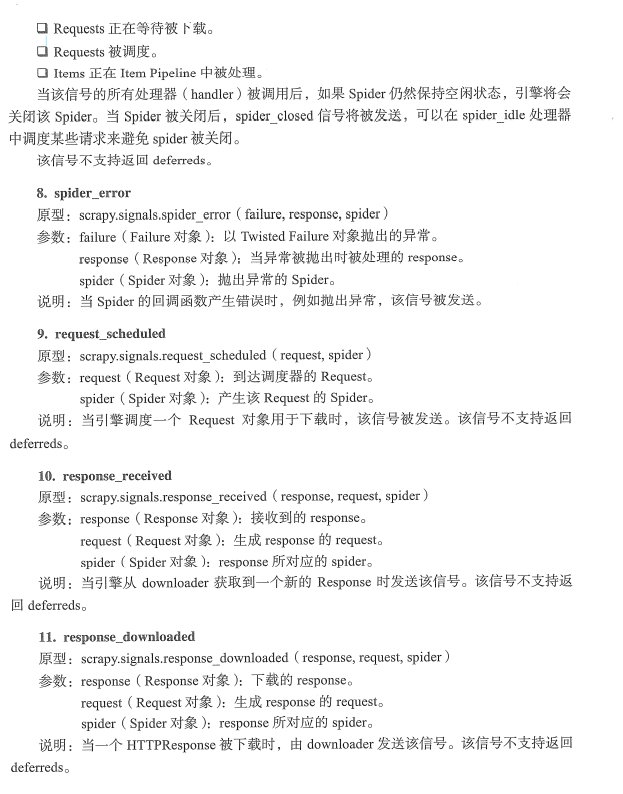 ❑ Requests 正在等待被下载。
❑ Requests 被调度。
❑ Items 正在 Item Pipeline 中被处理。
当该信号的所有处理器（handler）被调用后，如果 Spider 仍然保持空闲状态，引擎将会
关闭该 Spider。当 Spider 被关闭后，spider_closed 信号将被发送，可以在 spider_idle 处理器
中调度某些请求来避免 spider 被关闭。
该信号不支持返回 deferreds。
8. spider_error
原型：scrapy.signals.spider_error（failure, response, spider）
参数：failure（Failure 对象）：以 Twisted Failure 对象抛出的异常。
response（Response 对象）：当异常被抛出时被处理的 response。
spider（Spider 对象）：抛出异常的 Spider。
说明：当 Spider 的回调函数产生错误时，例如抛出异常，该信号被发送。
9. request_scheduled
原型：scrapy.signals.request_scheduled（request, spider）
参数：request（Request 对象）：到达调度器的 Request。
spider（Spider 对象）：产生该 Request 的 Spider。
说明：当引擎调度一个 Request 对象用于下载时，该信号被发送。该信号不支持返回
deferreds。
10. response_received
原型：scrapy.signals.response_received（response, request, spider）
参数：response（Response 对象）：接收到的 response。
request（Request 对象）：生成 response 的 request。
spider（Spider 对象）：response 所对应的 spider。
说明：当引擎从 downloader 获取到一个新的 Response 时发送该信号。该信号不支持返
回 deferreds。
11. response_downloaded
原型：scrapy.signals.response_downloaded（response, request, spider）
参数：response（Response 对象）：下载的 response。
request（Request 对象）：生成 response 的 request。
spider（Spider 对象）：response 所对应的 spider。
说明：当一个 HTTPResponse 被下载时，由 downloader 发送该信号。该信号不支持返回
deferreds。